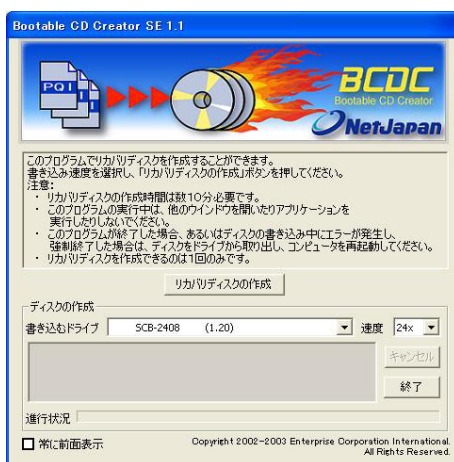 Bootable CD Creator SE 1.1
PQI
BCDC
Bootable CD Creator
NetJapan
このプログラムでリカバリディスクを作成することができます。
書き込み速度を選択し、「リカバリディスクの作成」ボタンを押してください。
注意:
・ リカバリディスクの作成時間は数10分必要です。
・ このプログラムの実行中は、他のウインドウを開いたりアプリケーションを
実行したりしないでください。
・ このプログラムが終了した場合、あるいはディスクの書き込み中にエラーが発生し、
強制終了した場合は、ディスクをドライブから取り出し、コンピュータを再起動してください。
・ リカバリディスクを作成できるのは1回のみです。
リカバリディスクの作成
ディスクの作成
書き込むドライブ SCB-2408 (1.20) 速度 24x
キャンセル
終了
進行状況
常に前面表示
Copyright 2002-2003 Enterprise Corporation International.
All Rights Reserved.